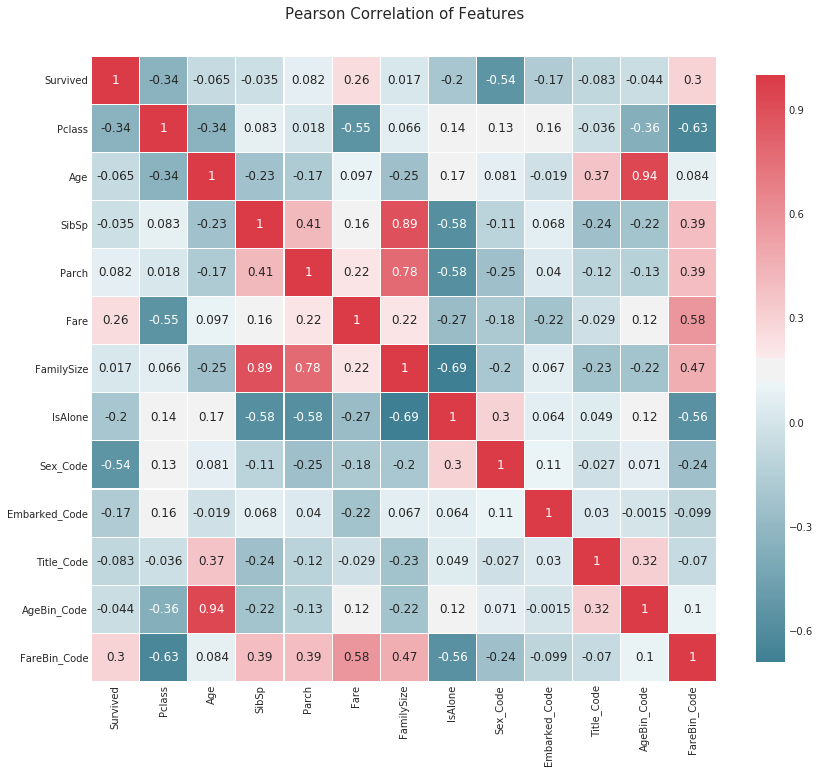 Pearson Correlation of Features
Survived 1 -0.34 -0.065 -0.035 0.082 0.26 0.017 -0.2 -0.54 -0.17 -0.083 -0.044 0.3
Pclass -0.34 1 -0.34 0.083 0.018 -0.55 0.066 0.14 0.13 0.16 -0.036 -0.36 -0.63
Age -0.065 -0.34 1 -0.23 -0.17 0.097 -0.25 0.17 0.081 -0.019 0.37 0.94 0.084
SibSp -0.035 0.083 -0.23 1 0.41 0.16 0.89 -0.58 -0.11 0.068 -0.24 -0.22 0.39
Parch 0.082 0.018 -0.17 0.41 1 0.22 0.78 -0.58 -0.25 0.04 -0.12 -0.13 0.39
Fare 0.26 -0.55 0.097 0.16 0.22 1 0.22 -0.27 -0.18 -0.22 -0.029 0.12 0.58
FamilySize 0.017 0.066 -0.25 0.89 0.78 0.22 1 -0.69 -0.2 0.067 -0.23 -0.22 0.47
IsAlone -0.2 0.14 0.17 -0.58 -0.58 -0.27 -0.69 1 0.3 0.064 0.049 0.12 -0.56
Sex_Code -0.54 0.13 0.081 -0.11 -0.25 -0.18 -0.2 0.3 1 0.11 -0.027 0.071 -0.24
Embarked_Code -0.17 0.16 -0.019 0.068 0.04 -0.22 0.067 0.064 0.11 1 0.03 -0.0015 -0.099
Title_Code -0.083 -0.036 0.37 -0.24 -0.12 -0.029 -0.23 0.049 -0.027 0.03 1 0.32 -0.07
AgeBin_Code -0.044 -0.36 0.94 -0.22 -0.13 0.12 -0.22 0.12 0.071 -0.0015 0.32 1 0.1
FareBin_Code 0.3 -0.63 0.084 0.39 0.39 0.58 0.47 -0.56 -0.24 -0.099 -0.07 0.1 1
Survived Pclass Age SibSp Parch Fare FamilySize IsAlone Sex_Code Embarked_Code Title_Code AgeBin_Code FareBin_Code
0.9
0.6
0.3
0.0
−0.3
−0.6